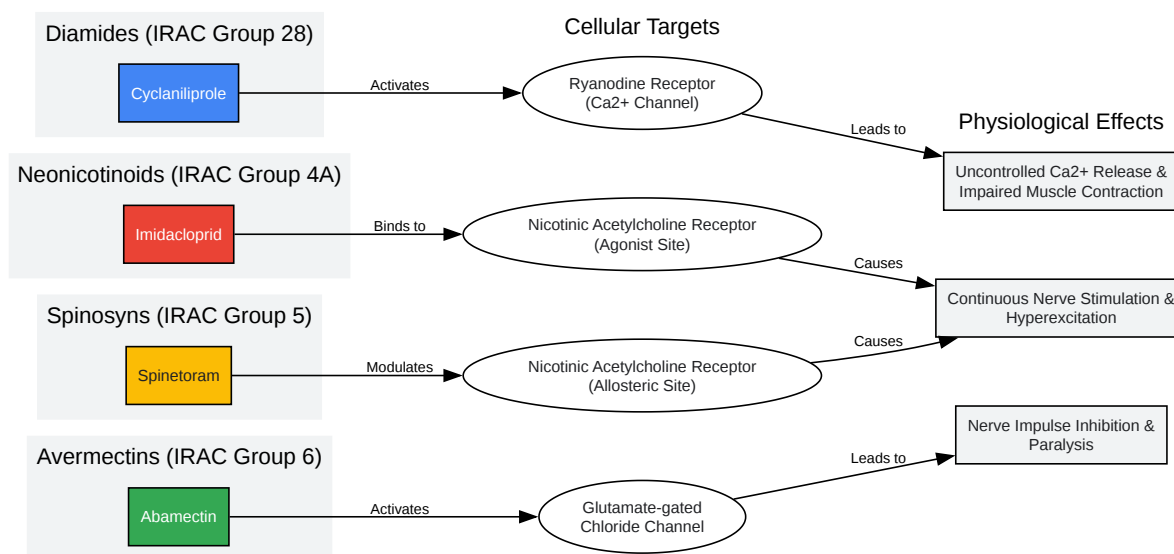 Diamides (IRAC Group 28)
Cyclaniliprole
Activates
Cellular Targets
Ryanodine Receptor
(Ca2+ Channel)
Leads to
Physiological Effects
Uncontrolled Ca2+ Release &
Impaired Muscle Contraction
Neonicotinoids (IRAC Group 4A)
Imidacloprid
Binds to
Nicotinic Acetylcholine Receptor
(Agonist Site)
Causes
Continuous Nerve Stimulation &
Hyperexcitation
Spinosyns (IRAC Group 5)
Spinetoram
Modulates
Nicotinic Acetylcholine Receptor
(Allosteric Site)
Causes
Avermectins (IRAC Group 6)
Abamectin
Activates
Glutamate-gated
Chloride Channel
Leads to
Nerve Impulse Inhibition &
Paralysis